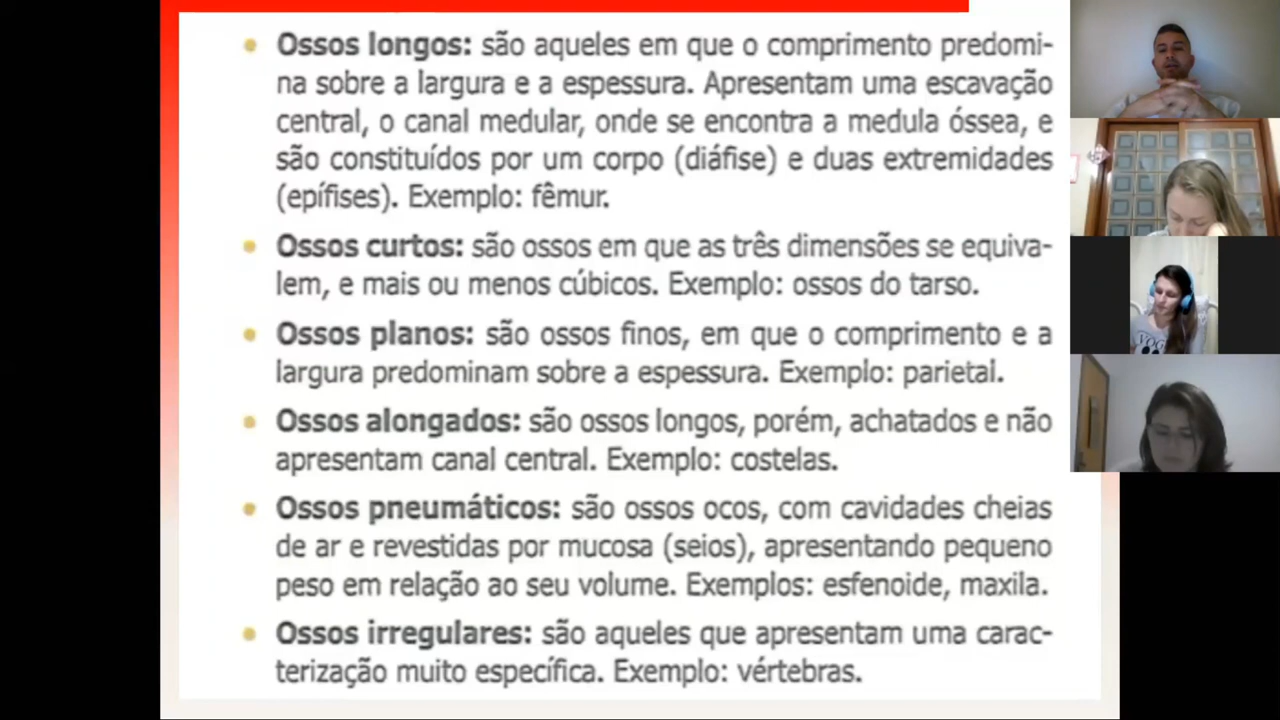 Ossos longos: são aqueles em que o comprimento predomi-
na sobre a largura e a espessura. Apresentam uma escavação
central, o canal medular, onde se encontra a medula óssea, e
são constituídos por um corpo (diáfise) e duas extremidades
(epífises). Exemplo: fêmur.
Ossos curtos: são ossos em que as três dimensões se equiva-
lem, e mais ou menos cúbicos. Exemplo: ossos do tarso.
Ossos planos: são ossos finos, em que o comprimento e a
largura predominam sobre a espessura. Exemplo: parietal.
Ossos alongados: são ossos longos, porém, achatados e não
apresentam canal central. Exemplo: costelas.
Ossos pneumáticos: são ossos ocos, com cavidades cheias
de ar e revestidas por mucosa (seios), apresentando pequeno
peso em relação ao seu volume. Exemplos: esfenoide, maxila.
Ossos irregulares: são aqueles que apresentam uma carac-
terização muito específica. Exemplo: vértebras.